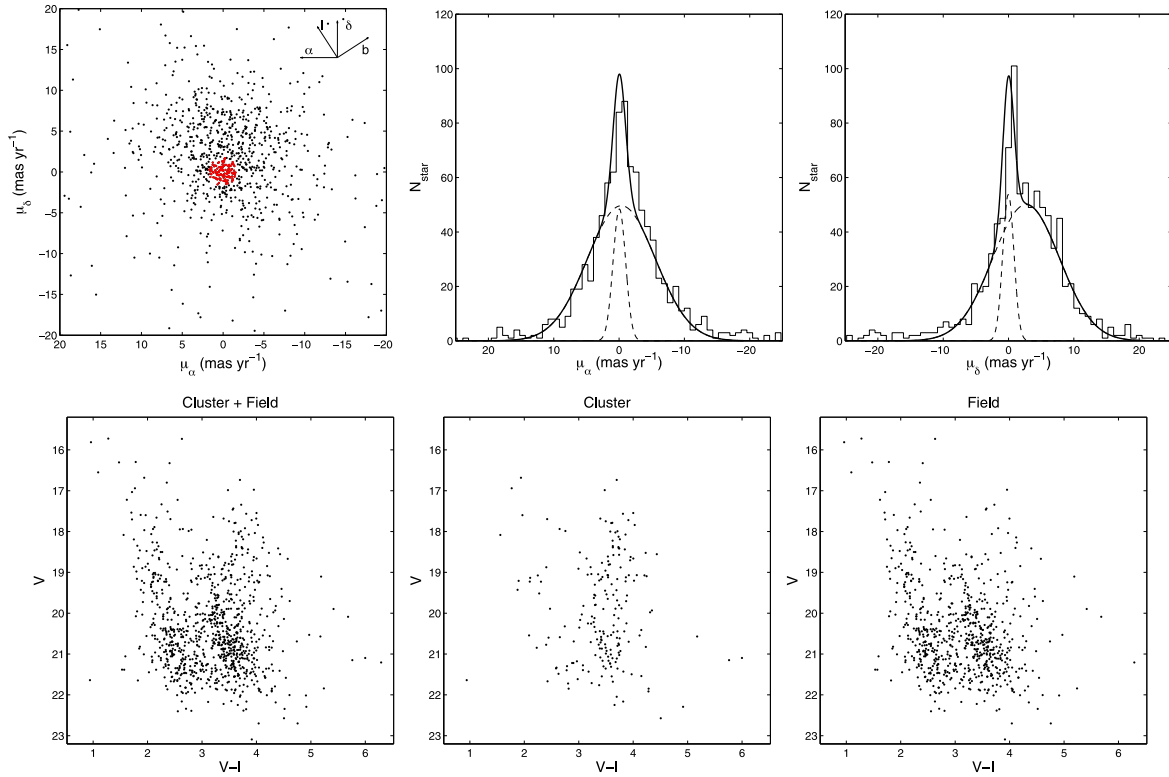 20
15
10
5
0
−5
−10
−15
−20
20 15 10 5 0 −5 −10 −15 −20
μδ (mas yr−1)
μα (mas yr−1)
l δ
α b
120
100
80
60
40
20
0
20 10 0 −10 −20
Nstar
μα (mas yr−1)
120
100
80
60
40
20
0
−20 −10 0 10 20
Nstar
μδ (mas yr−1)
Cluster + Field
16
17
18
19
20
21
22
23
1 2 3 4 5 6
V
V−I
Cluster
16
17
18
19
20
21
22
23
1 2 3 4 5 6
V
V−I
Field
16
17
18
19
20
21
22
23
1 2 3 4 5 6
V
V−I